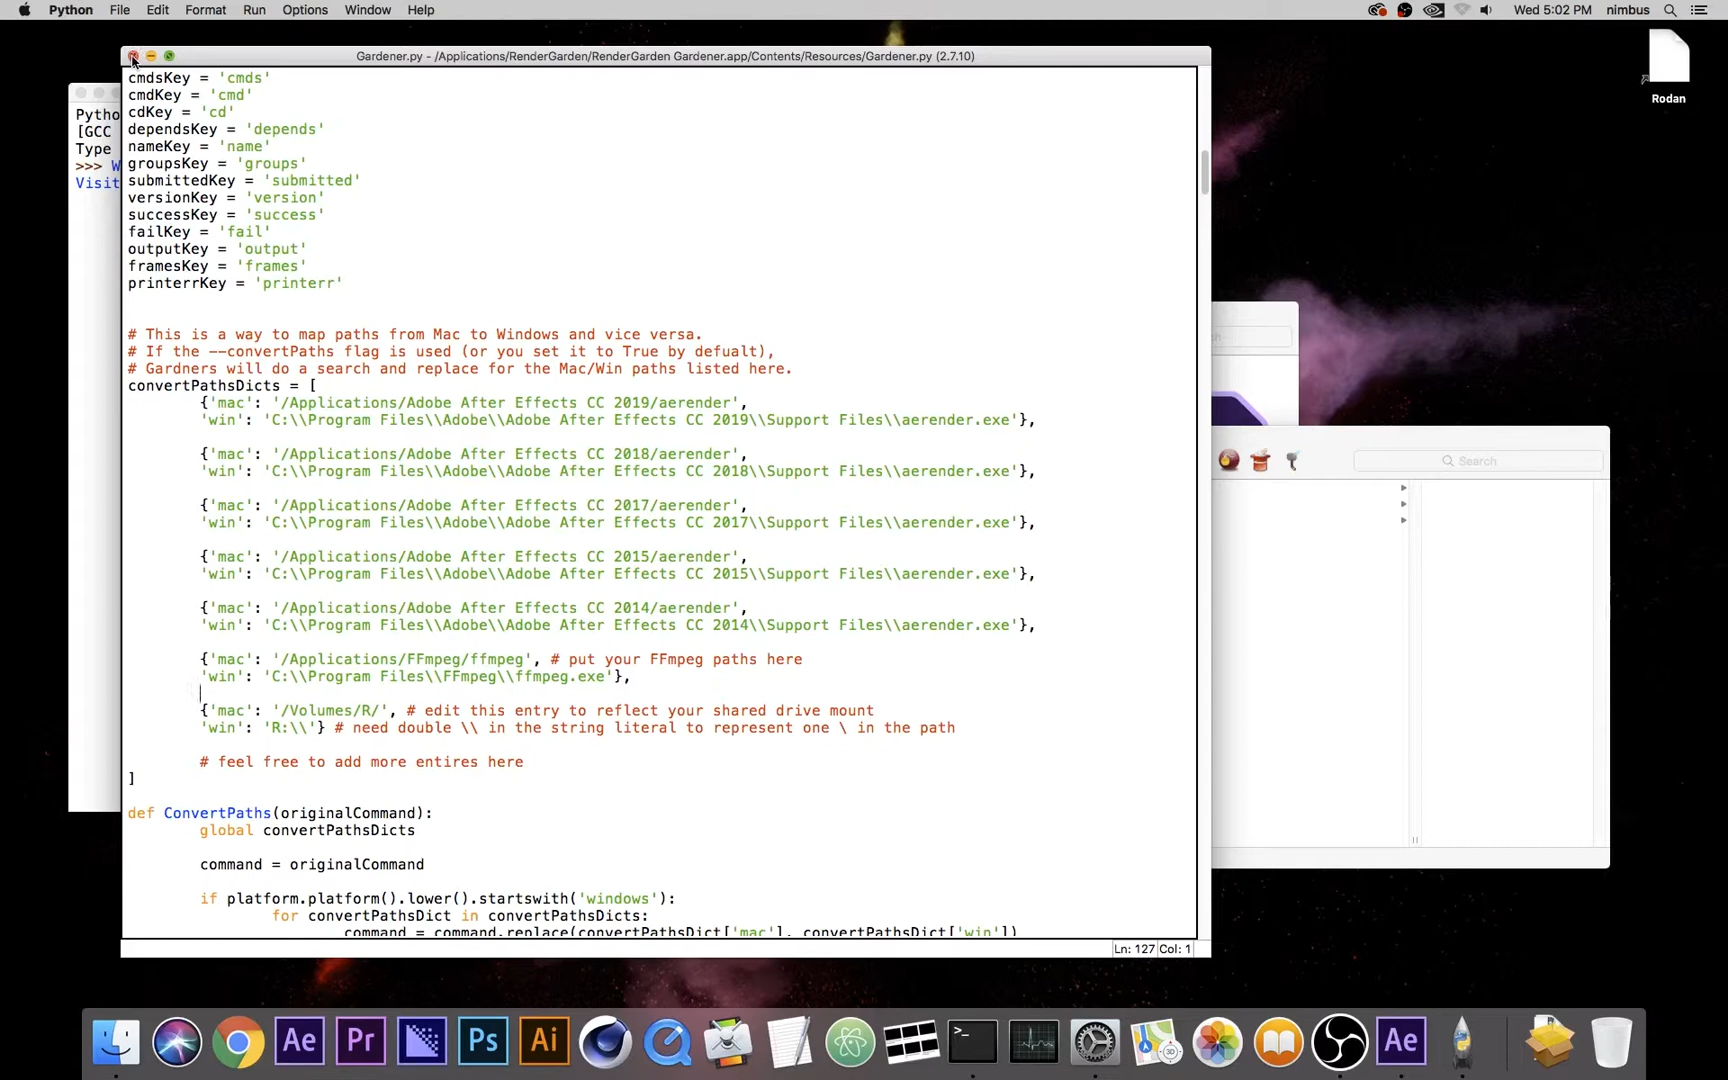 Python File Edit Format Run Options Window Help Wed 5:02 PM nimbus
Gardener.py - /Applications/RenderGarden/RenderGarden Gardener.app/Contents/Resources/Gardener.py (2.7.10)
Rodan
Pytho
[GCC
Type
>>> W
Visit
cmdsKey = 'cmds'
cmdKey = 'cmd'
cdKey = 'cd'
dependsKey = 'depends'
nameKey = 'name'
groupsKey = 'groups'
submittedKey = 'submitted'
versionKey = 'version'
successKey = 'success'
failKey = 'fail'
outputKey = 'output'
framesKey = 'frames'
printerrKey = 'printerr'
# This is a way to map paths from Mac to Windows and vice versa.
# If the --convertPaths flag is used (or you set it to True by defualt),
# Gardners will do a search and replace for the Mac/Win paths listed here.
convertPathsDicts = [
{'mac': '/Applications/Adobe After Effects CC 2019/aerender',
'win': 'C:\\Program Files\\Adobe\\Adobe After Effects CC 2019\\Support Files\\aerender.exe'},
{'mac': '/Applications/Adobe After Effects CC 2018/aerender',
'win': 'C:\\Program Files\\Adobe\\Adobe After Effects CC 2018\\Support Files\\aerender.exe'},
{'mac': '/Applications/Adobe After Effects CC 2017/aerender',
'win': 'C:\\Program Files\\Adobe\\Adobe After Effects CC 2017\\Support Files\\aerender.exe'},
{'mac': '/Applications/Adobe After Effects CC 2015/aerender',
'win': 'C:\\Program Files\\Adobe\\Adobe After Effects CC 2015\\Support Files\\aerender.exe'},
{'mac': '/Applications/Adobe After Effects CC 2014/aerender',
'win': 'C:\\Program Files\\Adobe\\Adobe After Effects CC 2014\\Support Files\\aerender.exe'},
{'mac': '/Applications/FFmpeg/ffmpeg', # put your FFmpeg paths here
'win': 'C:\\Program Files\\FFmpeg\\ffmpeg.exe'},
{'mac': '/Volumes/R/', # edit this entry to reflect your shared drive mount
'win': 'R:\\'} # need double \\ in the string literal to represent one \ in the path
# feel free to add more entires here
]
def ConvertPaths(originalCommand):
global convertPathsDicts
command = originalCommand
if platform.platform().lower().startswith('windows'):
for convertPathsDict in convertPathsDicts:
command = command.replace(convertPathsDict['mac'], convertPathsDict['win'])
Ln: 127 Col: 1
Search
Ae Pr Ps Ai >_ Ae